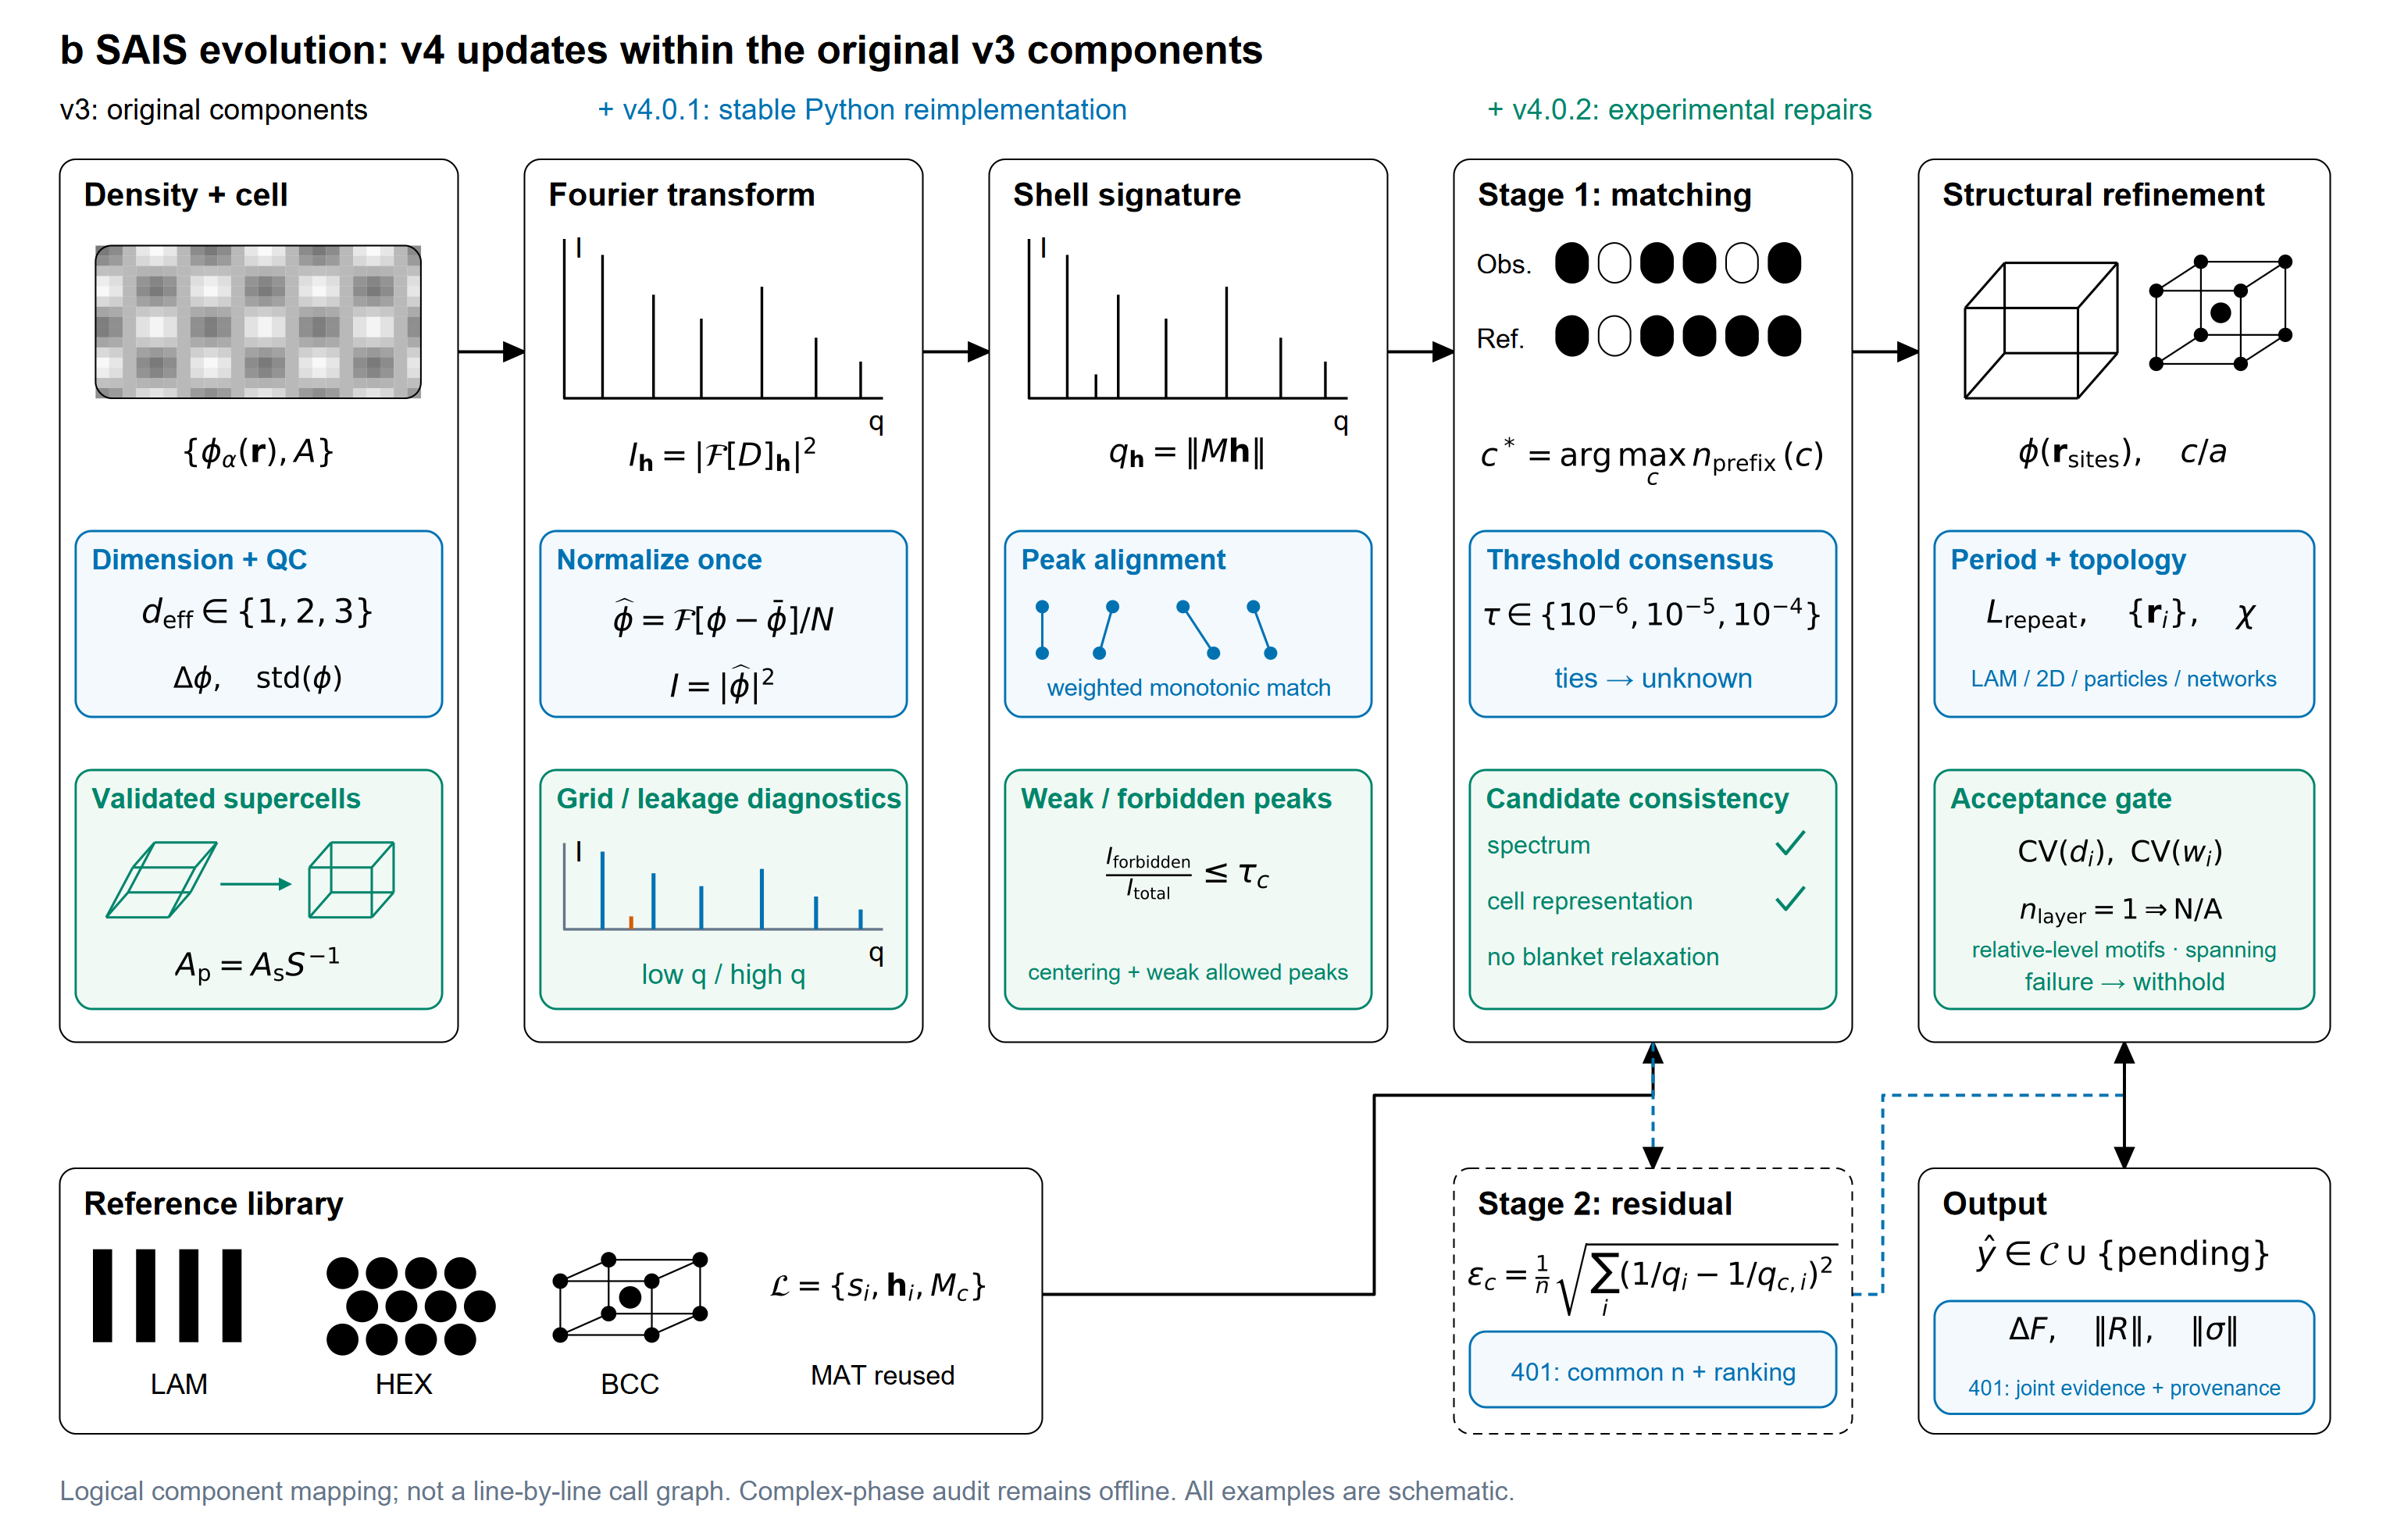 b SAIS evolution: v4 updates within the original v3 components
v3: original components
+ v4.0.1: stable Python reimplementation
+ v4.0.2: experimental repairs
Density + cell
{ϕ_α(𝐫), A}
Dimension + QC
d_eff ∈ {1, 2, 3}
Δϕ, std(ϕ)
Validated supercells
A_p = A_s S⁻¹
Fourier transform
I
q
I_𝐡 = |ℱ[D]_𝐡|²
Normalize once
ϕ̂ = ℱ[ϕ − ϕ̄]/N
I = |ϕ̂|²
Grid / leakage diagnostics
I
q
low q / high q
Shell signature
I
q
q_𝐡 = ‖M𝐡‖
Peak alignment
weighted monotonic match
Weak / forbidden peaks
I_forbidden / I_total ≤ τ_c
centering + weak allowed peaks
Stage 1: matching
Obs.
Ref.
c* = arg max_c n_prefix (c)
Threshold consensus
τ ∈ {10⁻⁶, 10⁻⁵, 10⁻⁴}
ties → unknown
Candidate consistency
spectrum ✓
cell representation ✓
no blanket relaxation
Structural refinement
ϕ(𝐫_sites), c/a
Period + topology
L_repeat, {𝐫_i}, χ
LAM / 2D / particles / networks
Acceptance gate
CV(d_i), CV(w_i)
n_layer = 1 ⇒ N/A
relative-level motifs · spanning
failure → withhold
Reference library
LAM
HEX
BCC
ℒ = {s_i, 𝐡_i, M_c}
MAT reused
Stage 2: residual
ε_c = 1/n √∑_i (1/q_i − 1/q_{c,i})²
401: common n + ranking
Output
ŷ ∈ 𝒞 ∪ {pending}
ΔF, ‖R‖, ‖σ‖
401: joint evidence + provenance
Logical component mapping; not a line-by-line call graph. Complex-phase audit remains offline. All examples are schematic.